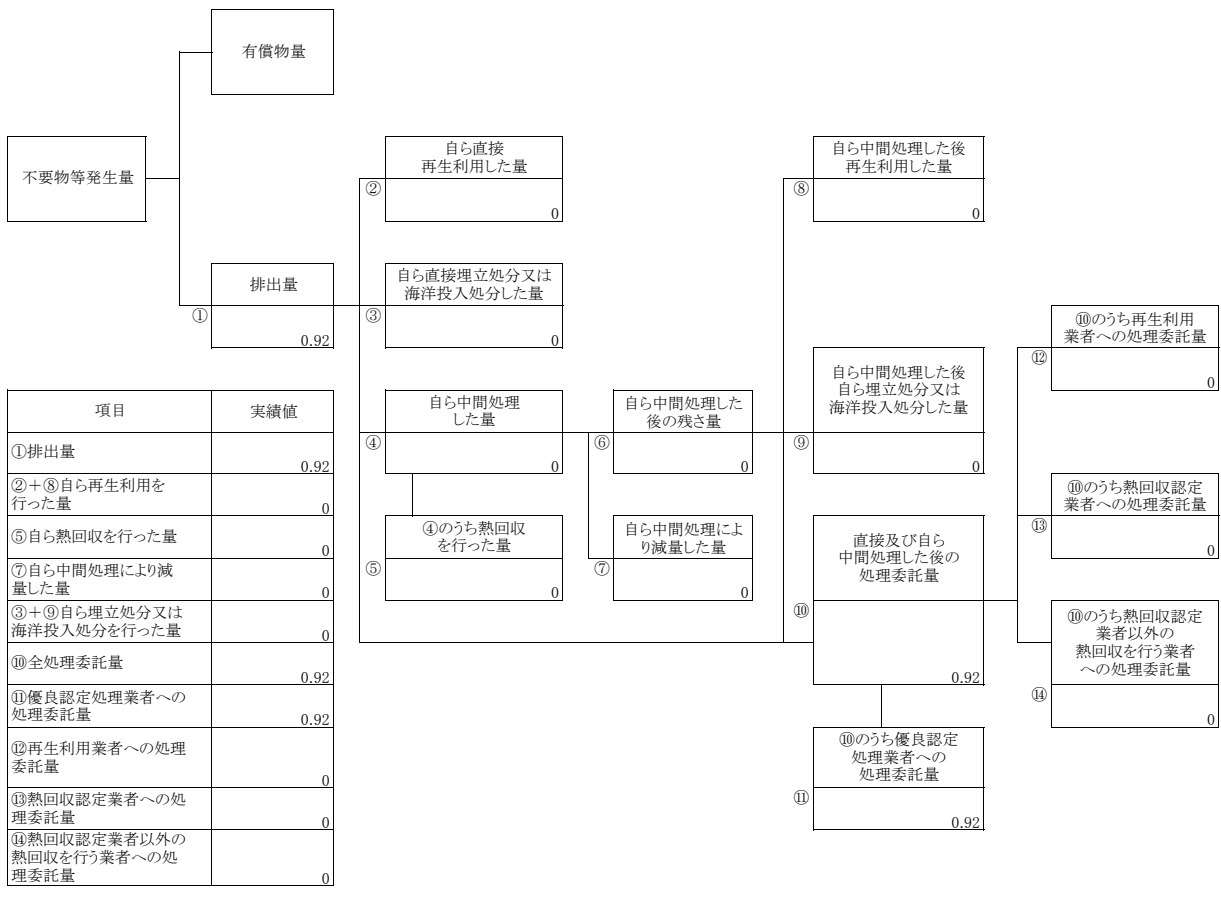 有償物量
不要物等発生量
排出量
①
0.92
自ら直接
再生利用した量
②
0
自ら直接埋立処分又は
海洋投入処分した量
③
0
自ら中間処理
した量
④
0
④のうち熱回収
を行った量
⑤
0
自ら中間処理した
後の残さ量
⑥
0
自ら中間処理によ
り減量した量
⑦
0
自ら中間処理した後
再生利用した量
⑧
0
自ら中間処理した後
自ら埋立処分又は
海洋投入処分した量
⑨
0
直接及び自ら
中間処理した後の
処理委託量
⑩
0.92
⑩のうち優良認定
処理業者への
処理委託量
⑪
0.92
⑩のうち再生利用
業者への処理委託量
⑫
0
⑩のうち熱回収認定
業者への処理委託量
⑬
0
⑩のうち熱回収認定
業者以外の
熱回収を行う業者
への処理委託量
⑭
0
項目 実績値
①排出量
0.92
②＋⑧自ら再生利用を
行った量
0
⑤自ら熱回収を行った量
0
⑦自ら中間処理により減
量した量
0
③＋⑨自ら埋立処分又は
海洋投入処分を行った量
0
⑩全処理委託量
0.92
⑪優良認定処理業者への
処理委託量
0.92
⑫再生利用業者への処理
委託量
0
⑬熱回収認定業者への処
理委託量
0
⑭熱回収認定業者以外の
熱回収を行う業者への処
理委託量
0